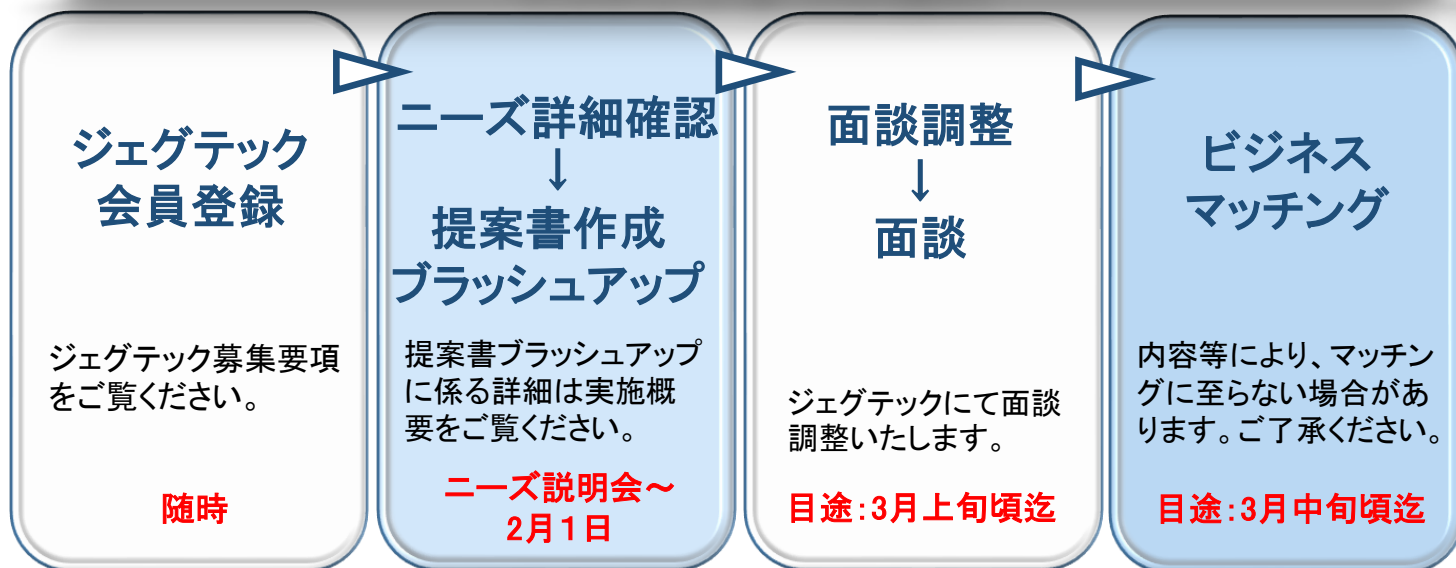 ジェグテック
会員登録
ジェグテック募集要項
をご覧ください。
随時
ニーズ詳細確認
↓
提案書作成
ブラッシュアップ
提案書ブラッシュアップ
に係る詳細は実施概
要をご覧ください。
ニーズ説明会～
2月１日
面談調整
↓
面談
ジェグテックにて面談
調整いたします。
目途：3月上旬頃迄
ビジネス
マッチング
内容等により、マッチン
グに至らない場合があ
ります。ご了承ください。
目途：3月中旬頃迄